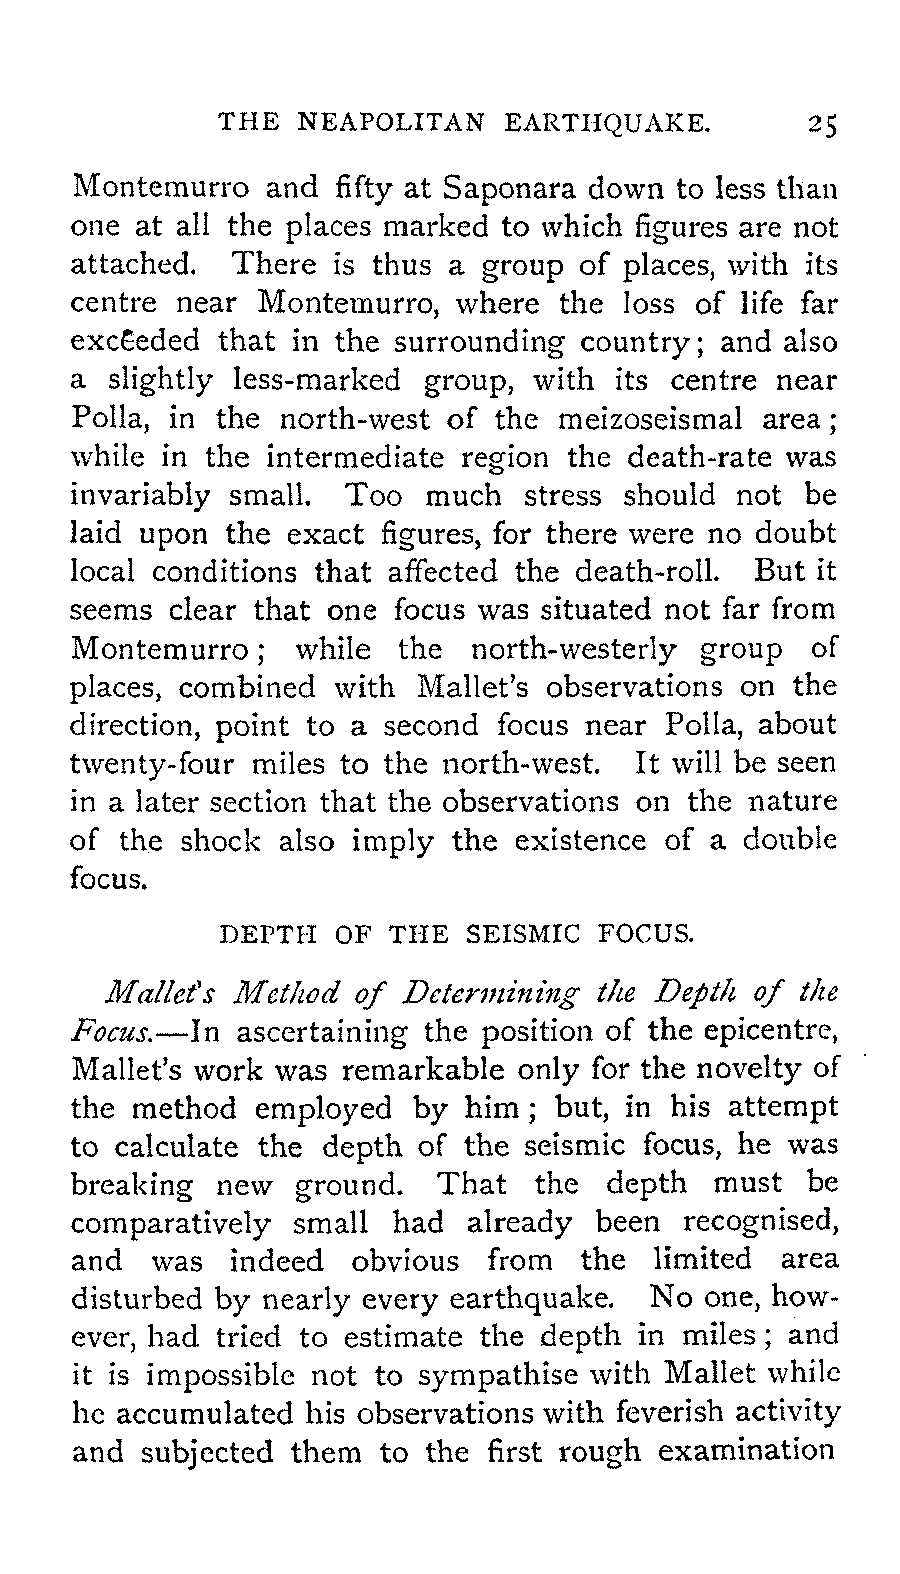 THE NEAPOLITAN EARTHQUAKE. 25
Montemurro and fifty at Saponara down to less than
one at all the places marked to which figures are not
attached. There is thus a group of places, with its
centre near Montemurro, where the loss of life far
exceeded that in the surrounding country; and also
a slightly less-marked group, with its centre near
Polla, in the north-west of the meizoseismal area;
while in the intermediate region the death-rate was
invariably small. Too much stress should not be
laid upon the exact figures, for there were no doubt
local conditions that affected the death-roll. But it
seems clear that one focus was situated not far from
Montemurro; while the north-westerly group of
places, combined with Mallet's observations on the
direction, point to a second focus near Polla, about
twenty-four miles to the north-west. It will be seen
in a later section that the observations on the nature
of the shock also imply the existence of a double
focus.
DEPTH OF THE SEISMIC FOCUS.
Mallet's Method of Determining the Depth of the
Focus.—In ascertaining the position of the epicentre,
Mallet's work was remarkable only for the novelty of
the method employed by him; but, in his attempt
to calculate the depth of the seismic focus, he was
breaking new ground. That the depth must be
comparatively small had already been recognised,
and was indeed obvious from the limited area
disturbed by nearly every earthquake. No one, how-
ever, had tried to estimate the depth in miles; and
it is impossible not to sympathise with Mallet while
he accumulated his observations with feverish activity
and subjected them to the first rough examination